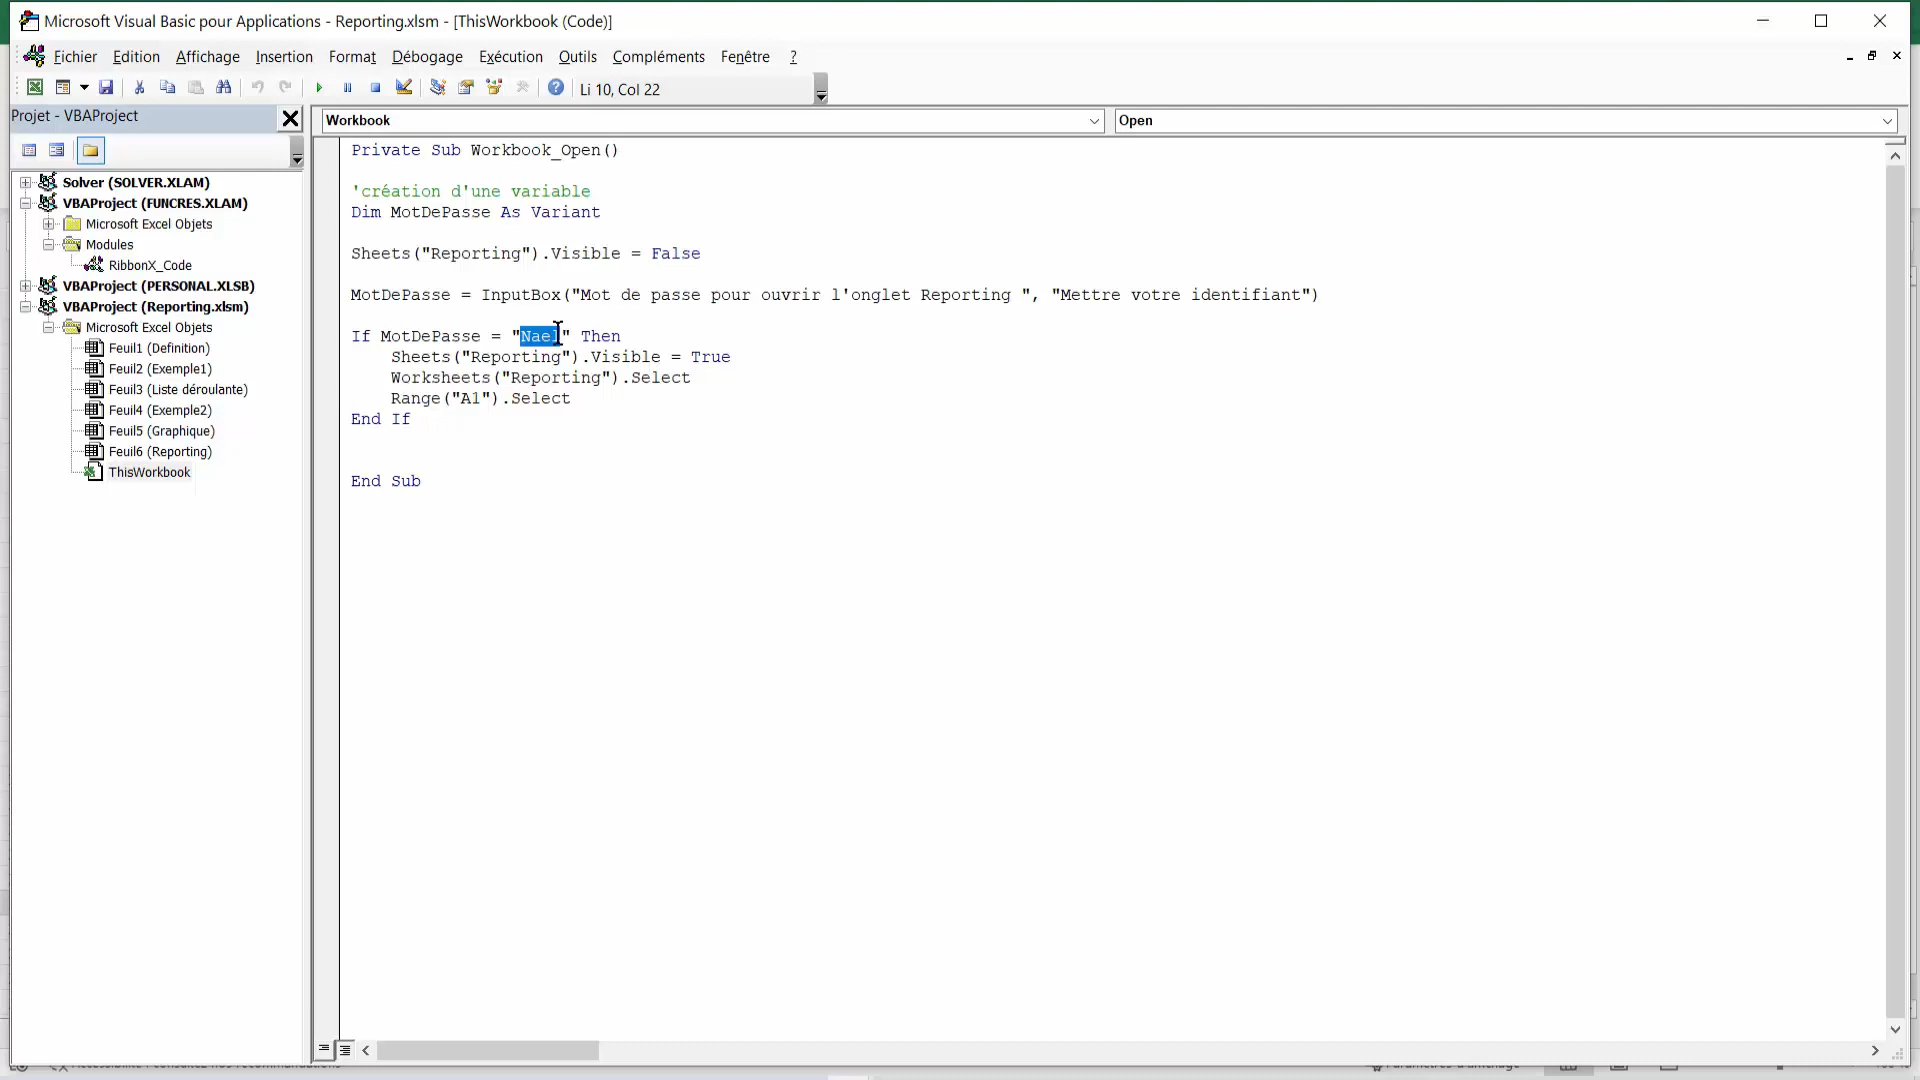 Microsoft Visual Basic pour Applications - Reporting.xlsm - [ThisWorkbook (Code)]
Fichier Edition Affichage Insertion Format Débogage Exécution Outils Compléments Fenêtre ?
Li 10, Col 22
Projet - VBAProject
Workbook
Open
Solver (SOLVER.XLAM)
VBAProject (FUNCRES.XLAM)
Microsoft Excel Objets
Modules
RibbonX_Code
VBAProject (PERSONAL.XLSB)
VBAProject (Reporting.xlsm)
Microsoft Excel Objets
Feuil1 (Definition)
Feuil2 (Exemple1)
Feuil3 (Liste déroulante)
Feuil4 (Exemple2)
Feuil5 (Graphique)
Feuil6 (Reporting)
ThisWorkbook
Private Sub Workbook_Open()
'création d'une variable
Dim MotDePasse As Variant
Sheets("Reporting").Visible = False
MotDePasse = InputBox("Mot de passe pour ouvrir l'onglet Reporting ", "Mettre votre identifiant")
If MotDePasse = "Nael" Then
Sheets("Reporting").Visible = True
Worksheets("Reporting").Select
Range("A1").Select
End If
End Sub